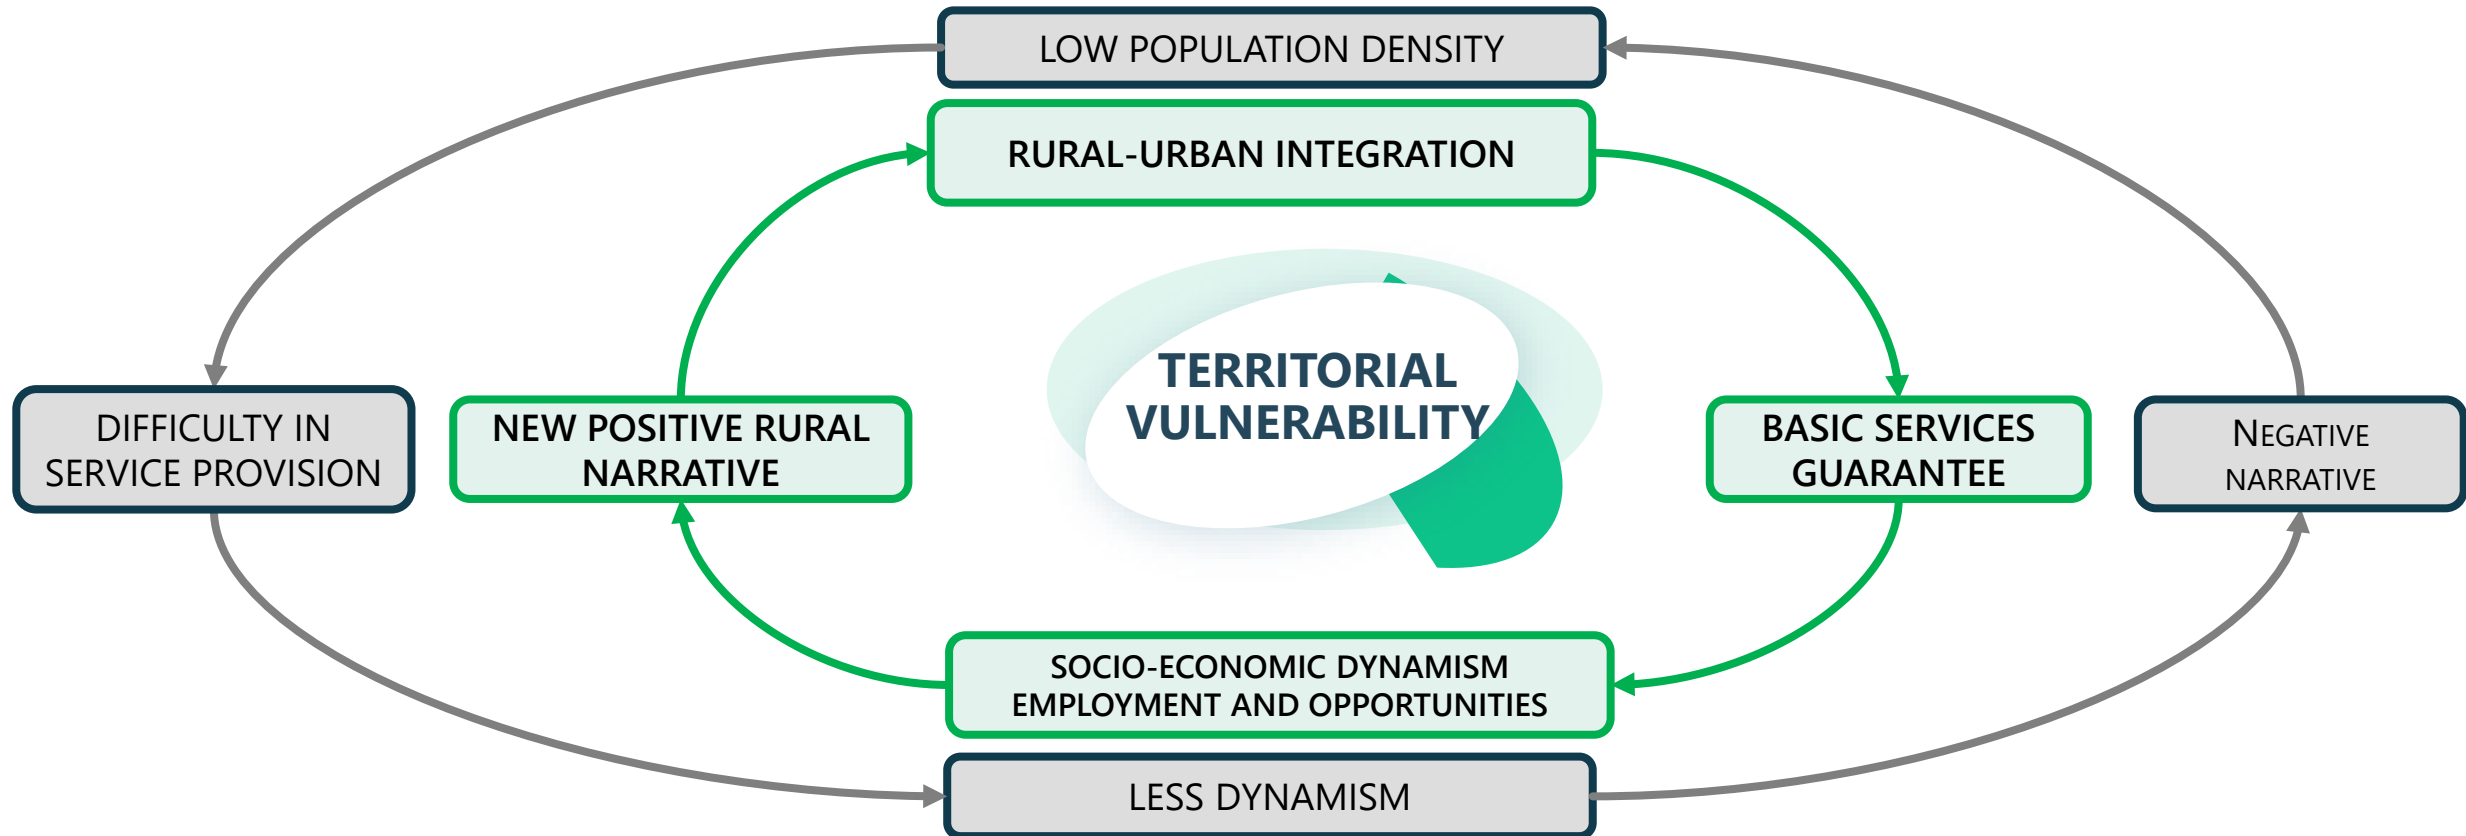 LOW POPULATION DENSITY
RURAL-URBAN INTEGRATION
TERRITORIAL
VULNERABILITY
DIFFICULTY IN
SERVICE PROVISION
NEW POSITIVE RURAL
NARRATIVE
BASIC SERVICES
GUARANTEE
NEGATIVE
NARRATIVE
SOCIO-ECONOMIC DYNAMISM
EMPLOYMENT AND OPPORTUNITIES
LESS DYNAMISM